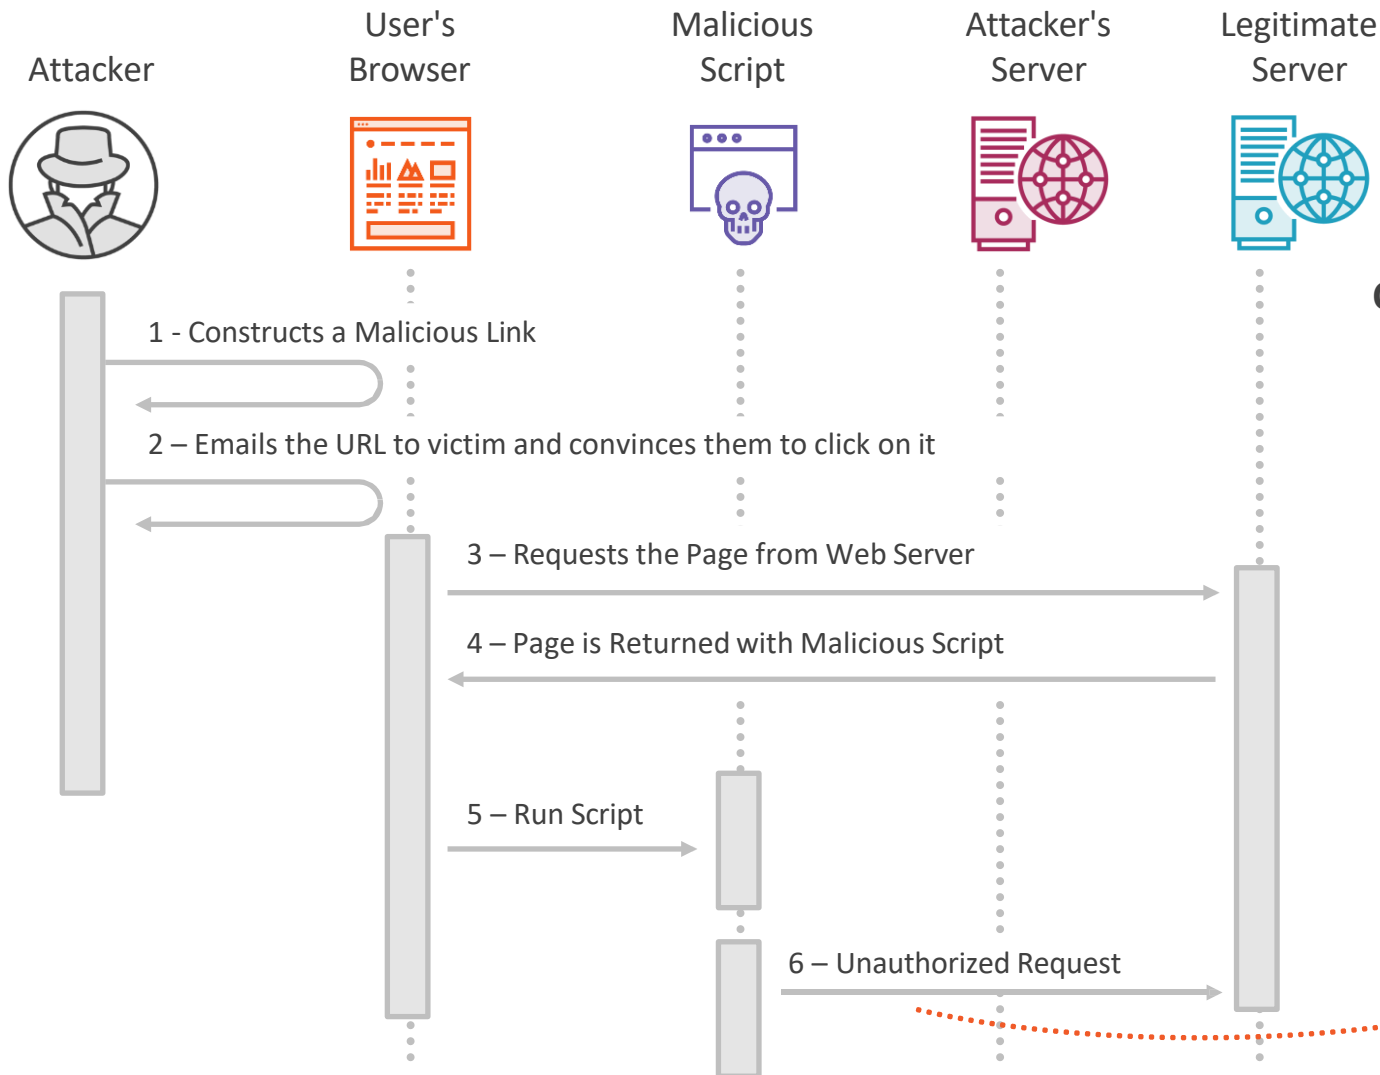 Attacker
User's
Browser
Malicious
Script
Attacker's
Server
Legitimate
Server
1 - Constructs a Malicious Link
2 – Emails the URL to victim and convinces them to click on it
3 – Requests the Page from Web Server
4 – Page is Returned with Malicious Script
5 – Run Script
6 – Unauthorized Request